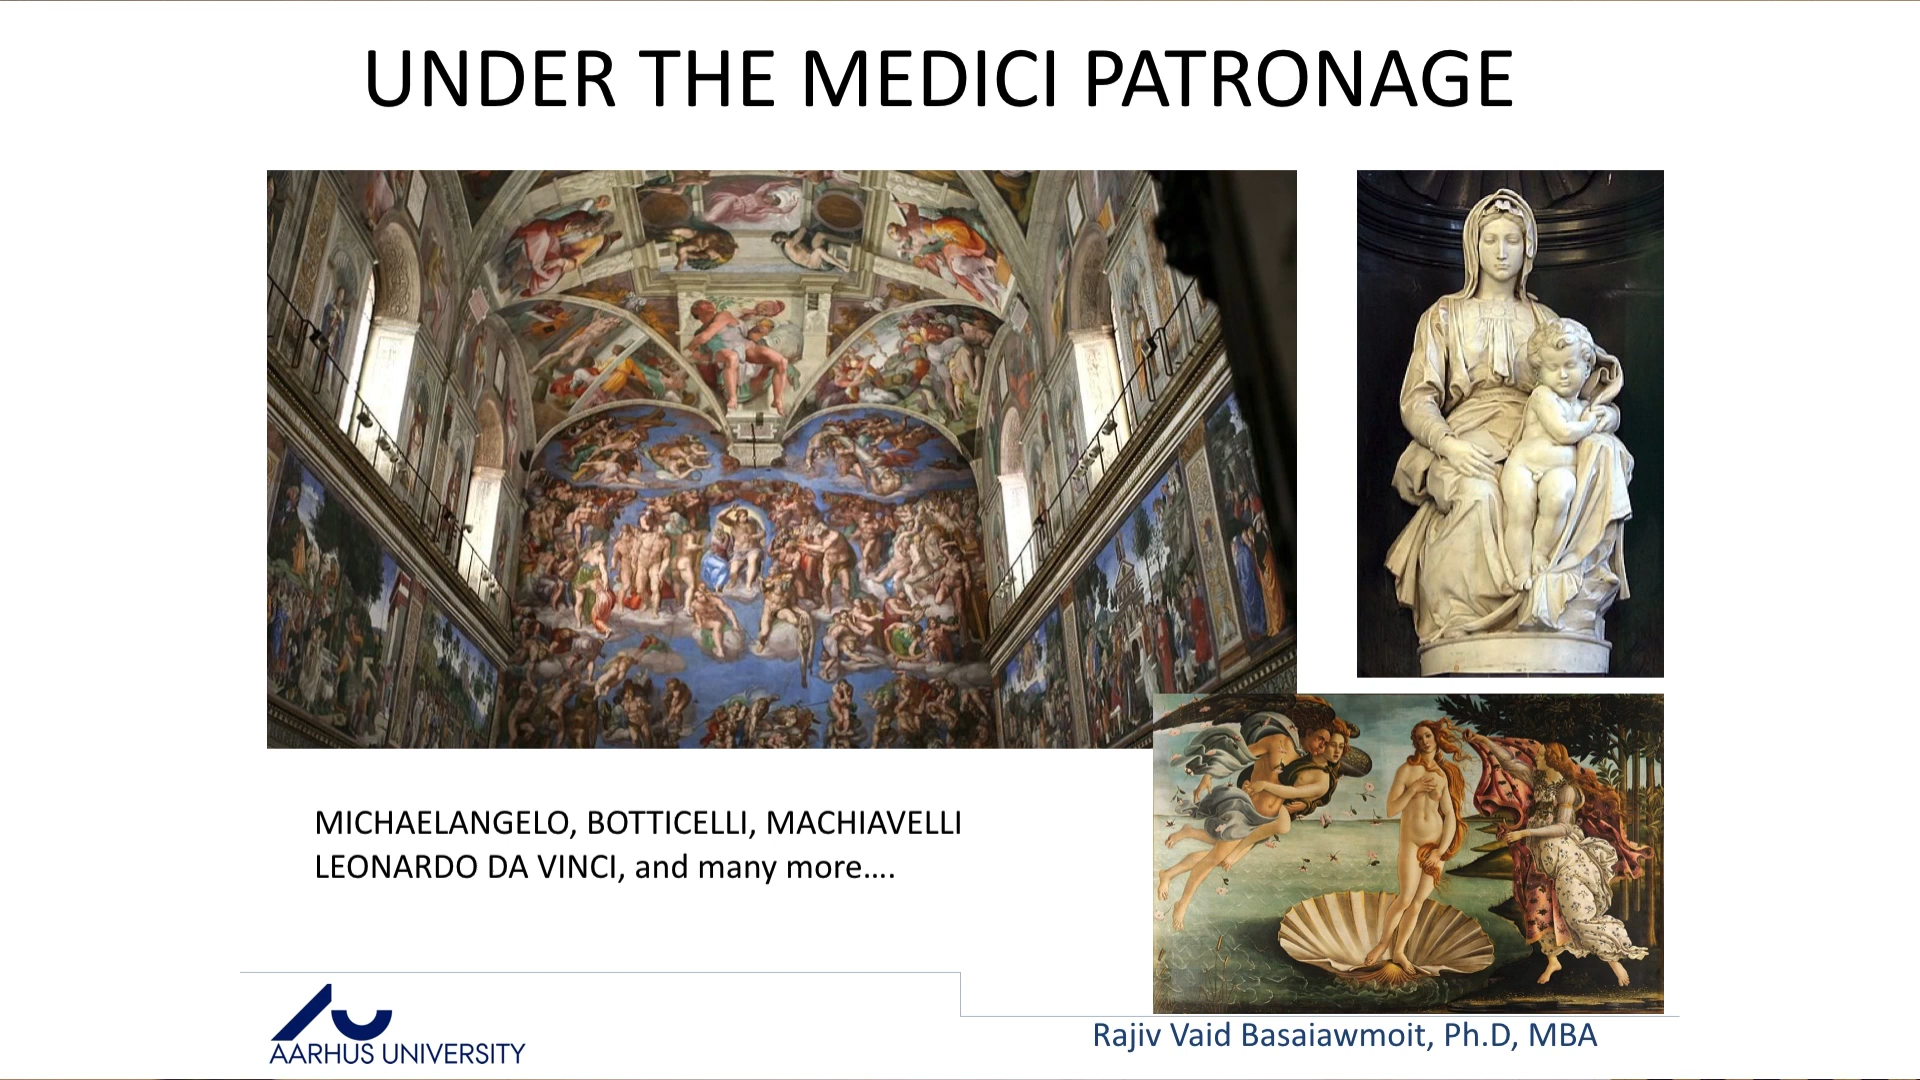 UNDER THE MEDICI PATRONAGE
MICHAELANGELO, BOTTICELLI, MACHIAVELLI
LEONARDO DA VINCI, and many more....
AARHUS UNIVERSITY
Rajiv Vaid Basaiawmoit, Ph.D, MBA